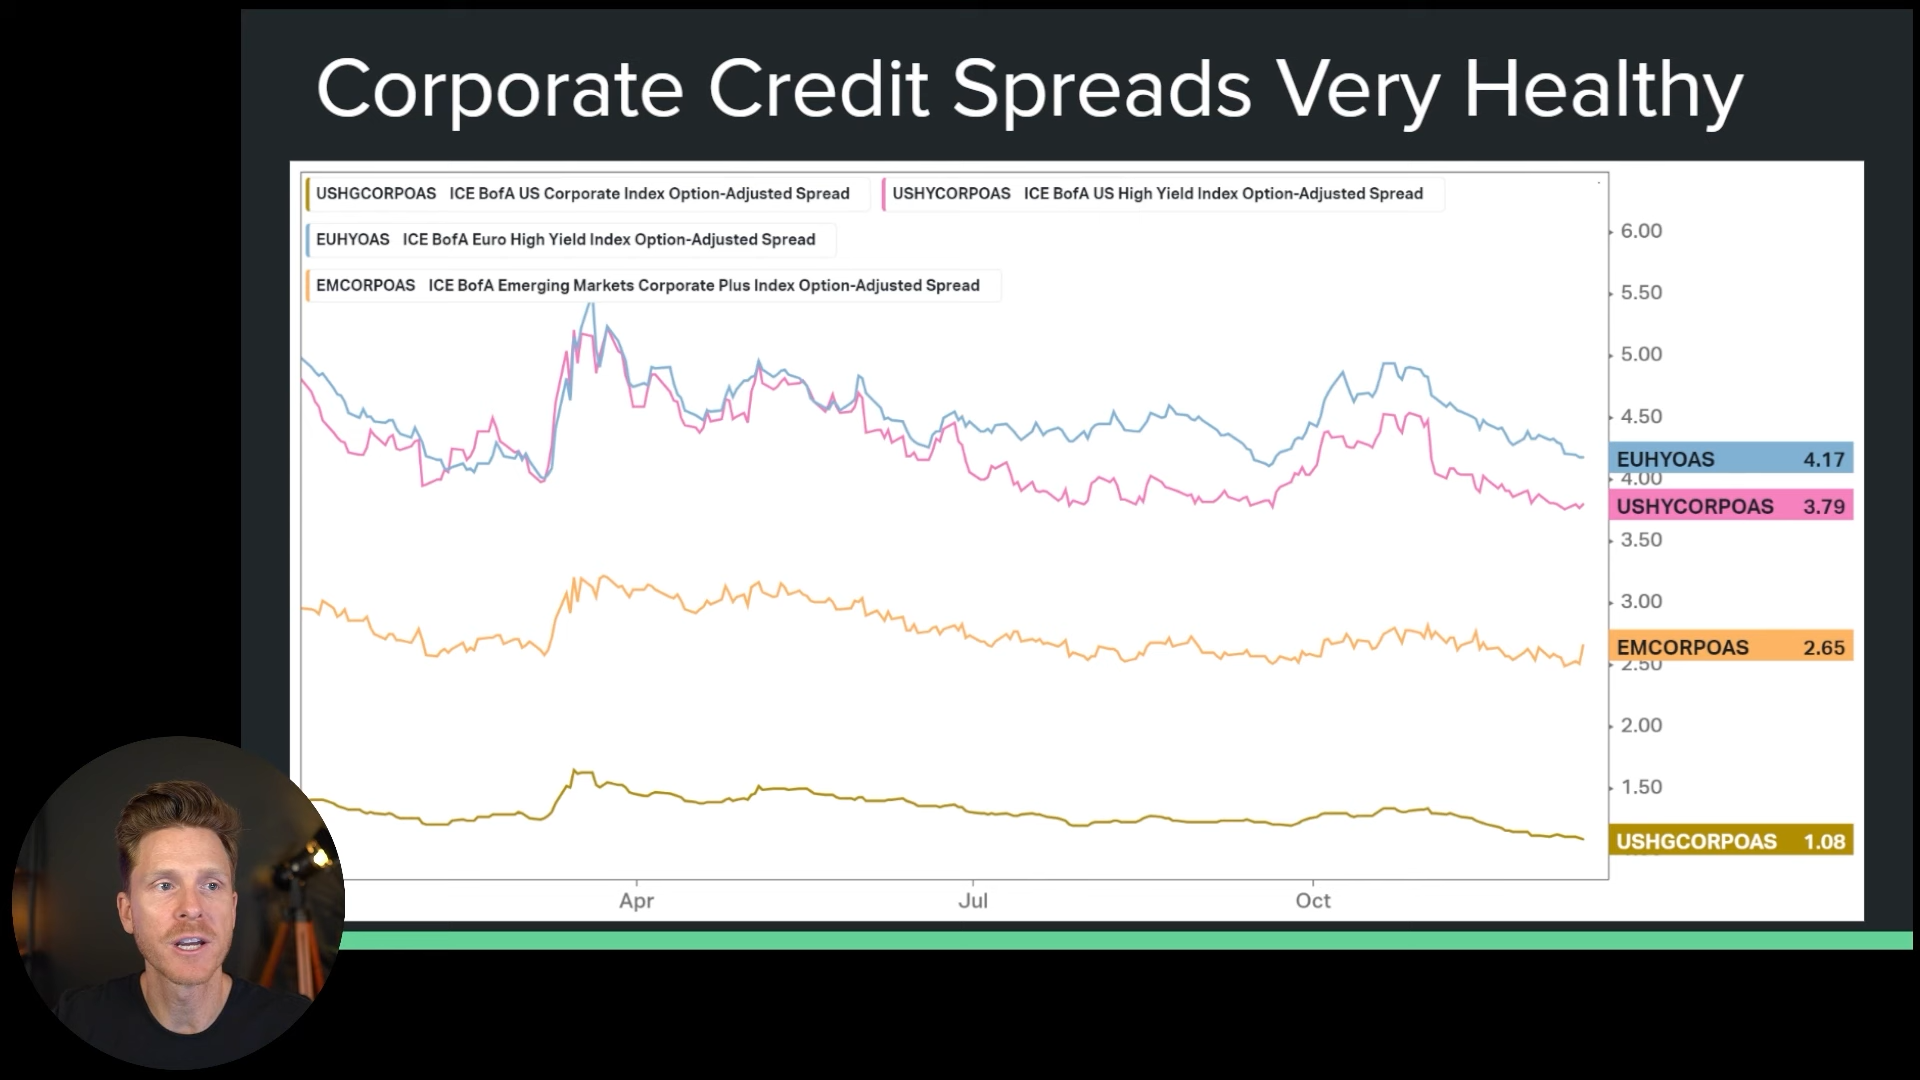 Corporate Credit Spreads Very Healthy
USHGCORPOAS ICE BofA US Corporate Index Option-Adjusted Spread
USHYCORPOAS ICE BofA US High Yield Index Option-Adjusted Spread
EUHYOAS ICE BofA Euro High Yield Index Option-Adjusted Spread
EMCORPOAS ICE BofA Emerging Markets Corporate Plus Index Option-Adjusted Spread
6.00
5.50
5.00
4.50
EUHYOAS 4.17
4.00
USHYCORPOAS 3.79
3.50
3.00
EMCORPOAS 2.65
2.50
2.00
1.50
USHGCORPOAS 1.08
Apr
Jul
Oct